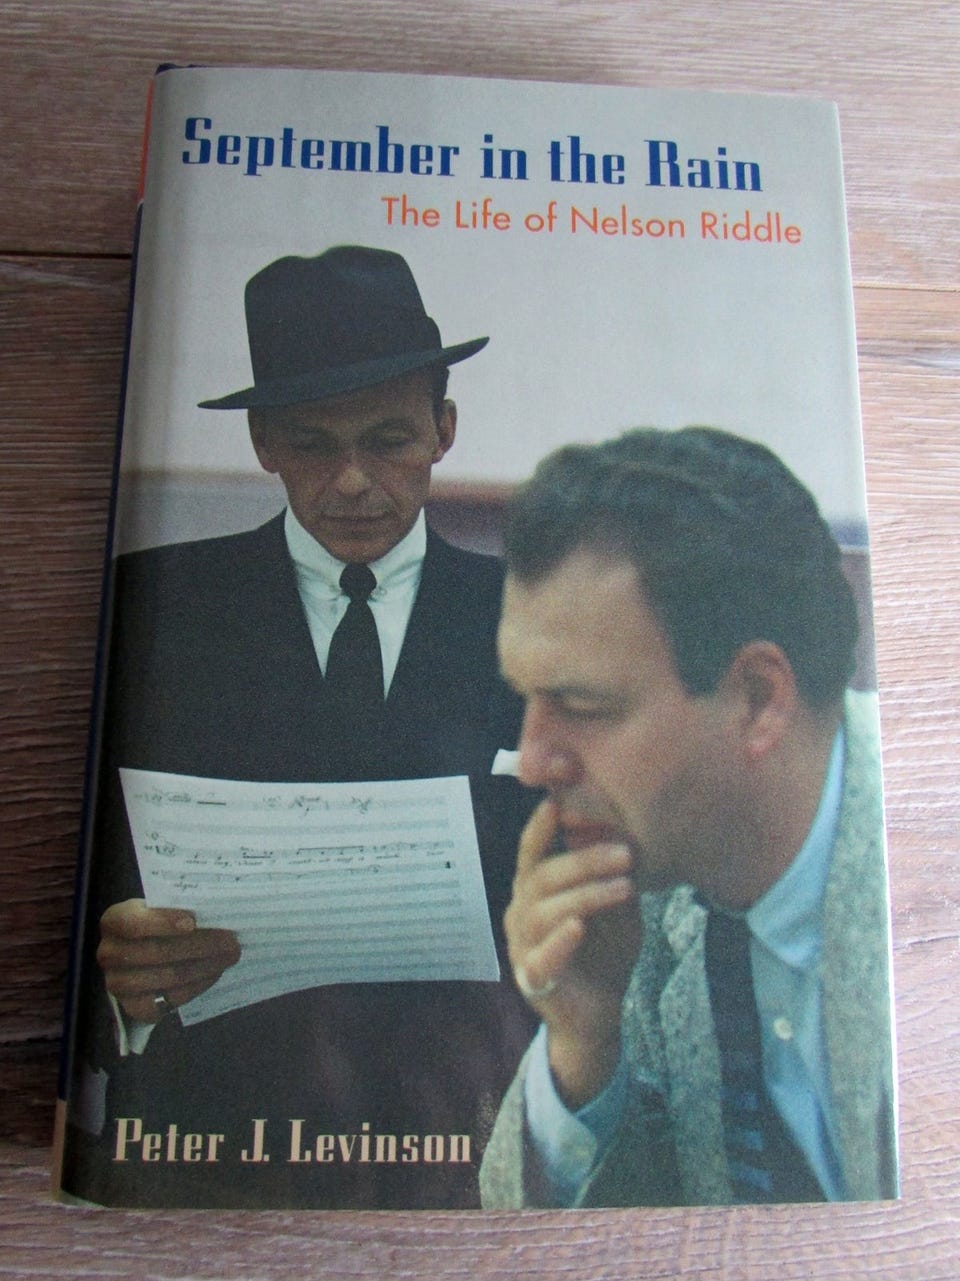 September in the Rain
The Life of Nelson Riddle
Peter J. Levinson